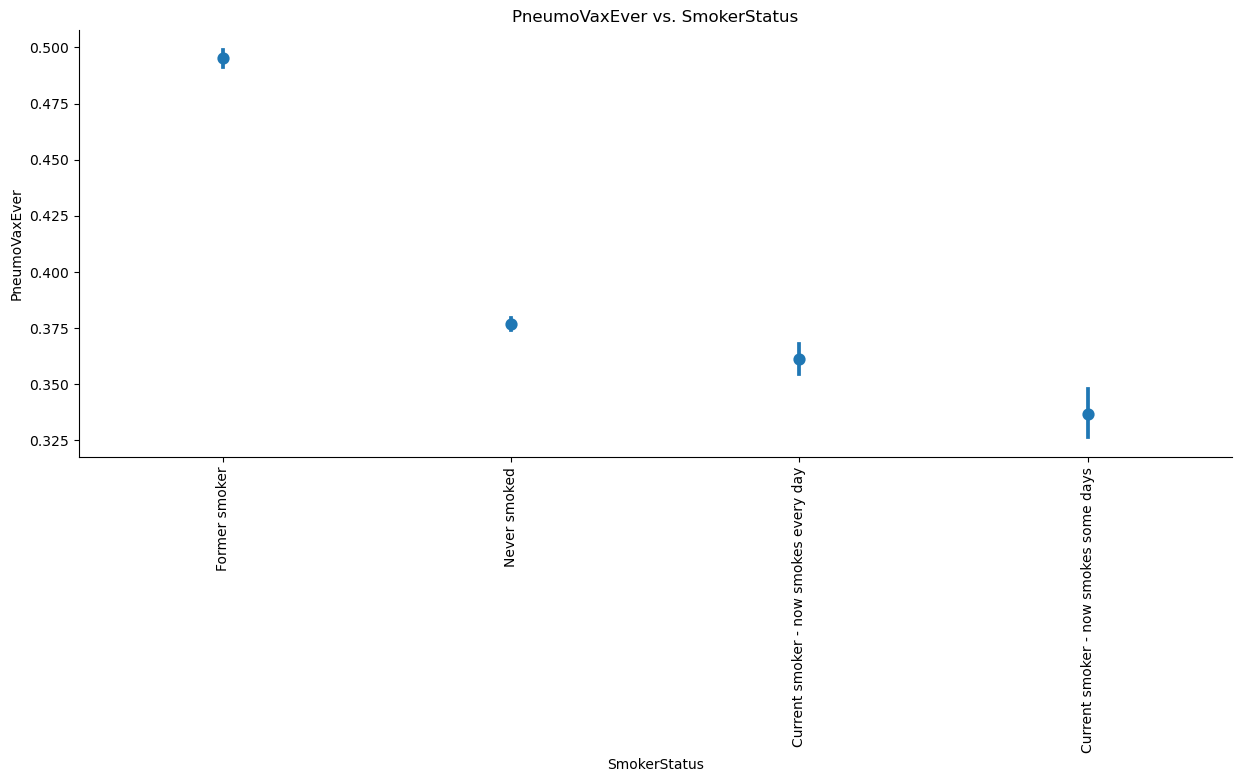 PneumoVaxEver vs. SmokerStatus
PneumoVaxEver
0.500
0.475
0.450
0.425
0.400
0.375
0.350
0.325
Former smoker
Never smoked
Current smoker - now smokes every day
Current smoker - now smokes some days
SmokerStatus